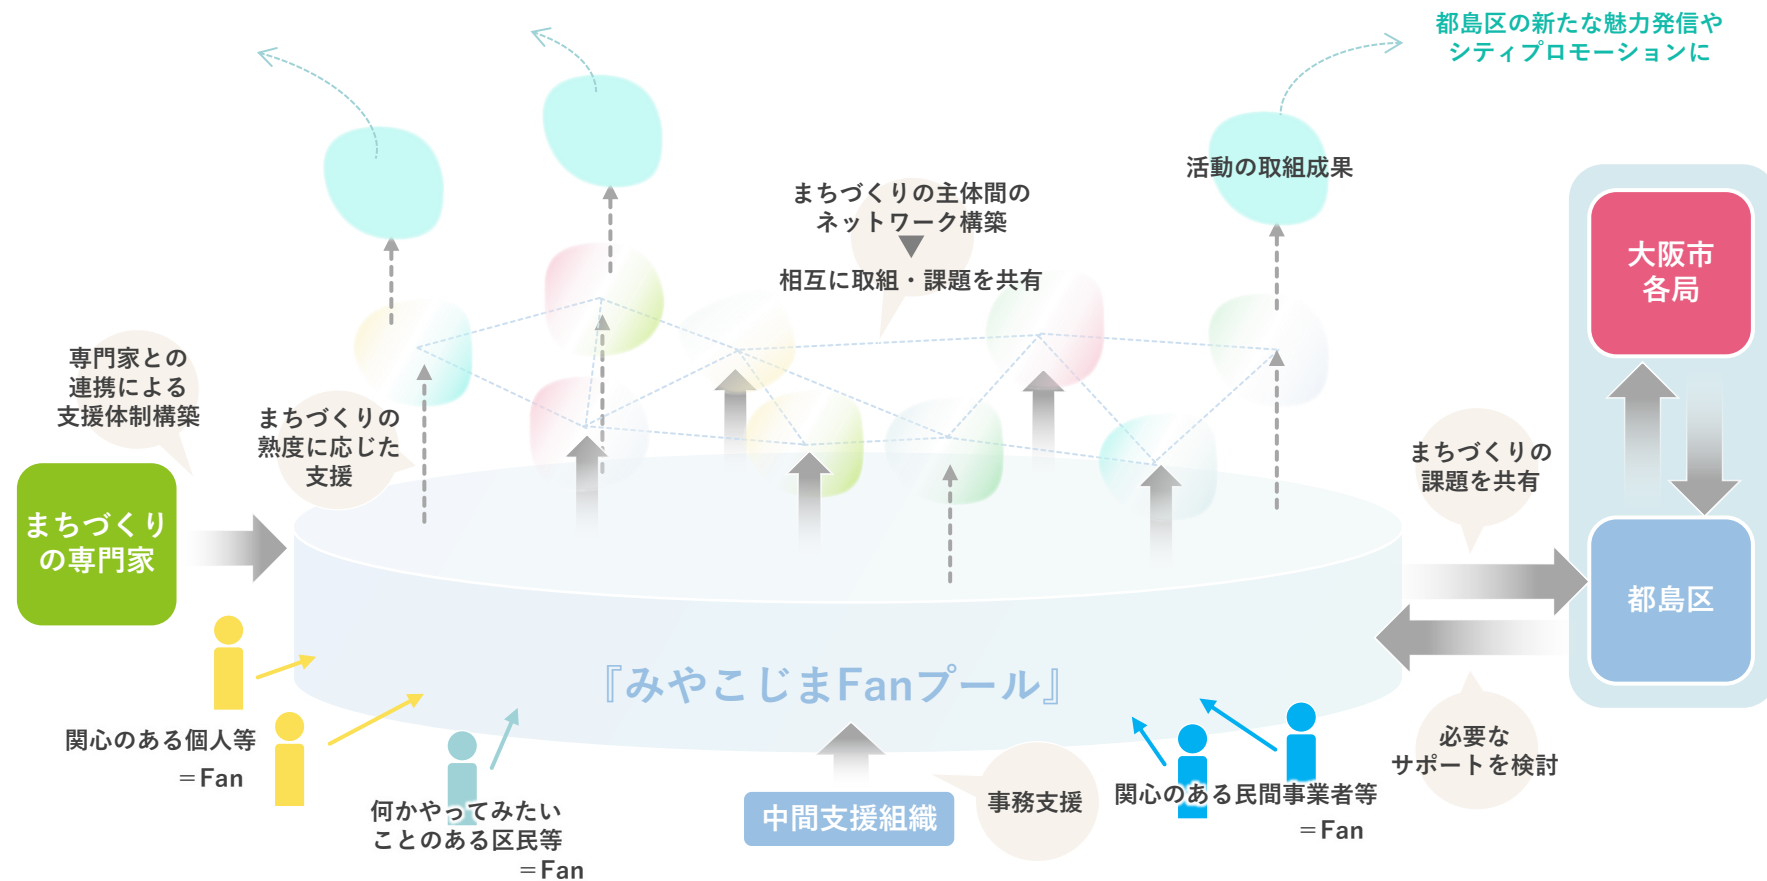 都島区の新たな魅力発信や
シティプロモーションに
活動の取組成果
まちづくりの主体間の
ネットワーク構築
▼
相互に取組・課題を共有
大阪市
各局
専門家との
連携による
支援体制構築
まちづくりの
熟度に応じた
支援
まちづくりの
課題を共有
まちづくり
の専門家
都島区
『みやこじまFanプール』
関心のある個人等
＝Fan
必要な
サポートを検討
何かやってみたい
ことのある区民等
＝Fan
中間支援組織
事務支援
関心のある民間事業者等
＝Fan